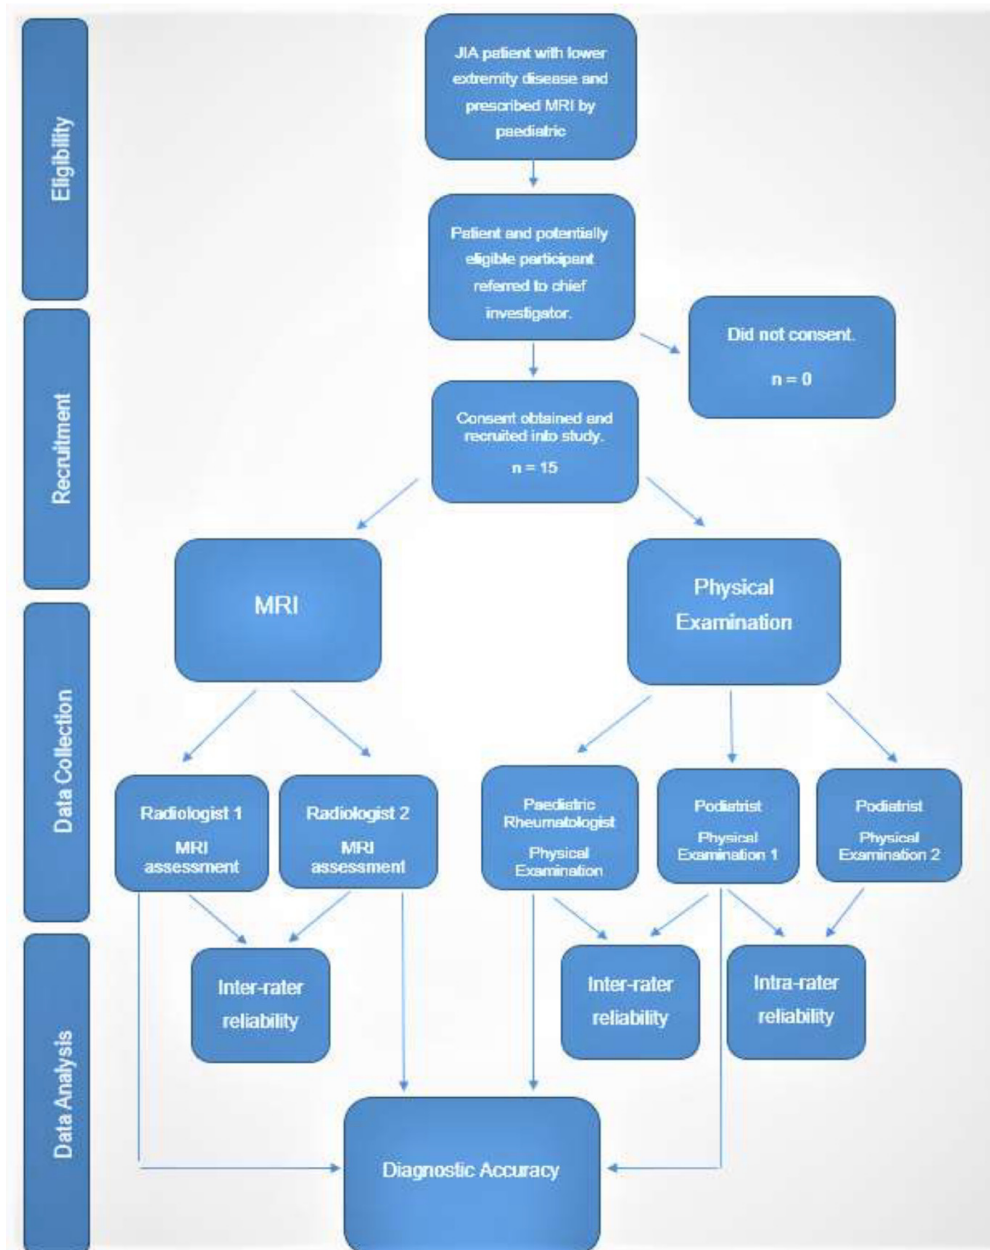 Eligibility
JIA patient with lower
extremity disease and
prescribed MRI by
paediatric
Patient and potentially
eligible participant
referred to chief
investigator.
Recruitment
Did not consent.
n = 0
Consent obtained and
recruited into study.
n = 15
MRI
Physical
Examination
Data Collection
Radiologist 1
MRI
assessment
Radiologist 2
MRI
assessment
Paediatric
Rheumatologist
Physical
Examination
Podiatrist
Physical
Examination 1
Podiatrist
Physical
Examination 2
Data Analysis
Inter-rater
reliability
Inter-rater
reliability
Intra-rater
reliability
Diagnostic Accuracy